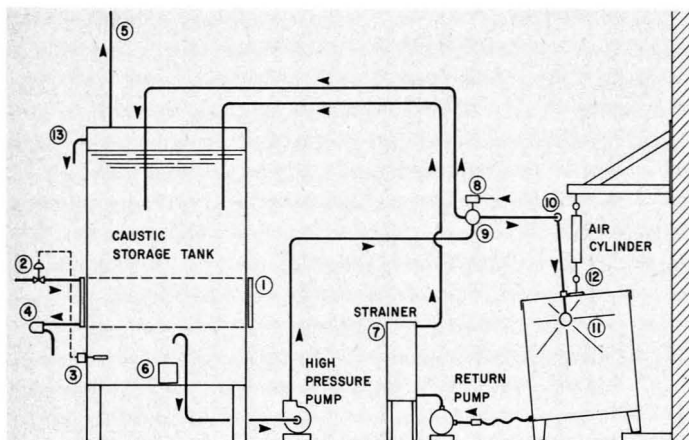 5
13
8
10
AIR
CYLINDER
9
CAUSTIC
STORAGE TANK
2
1
12
STRAINER
4
7
11
3
6
HIGH
PRESSURE
PUMP
RETURN
PUMP